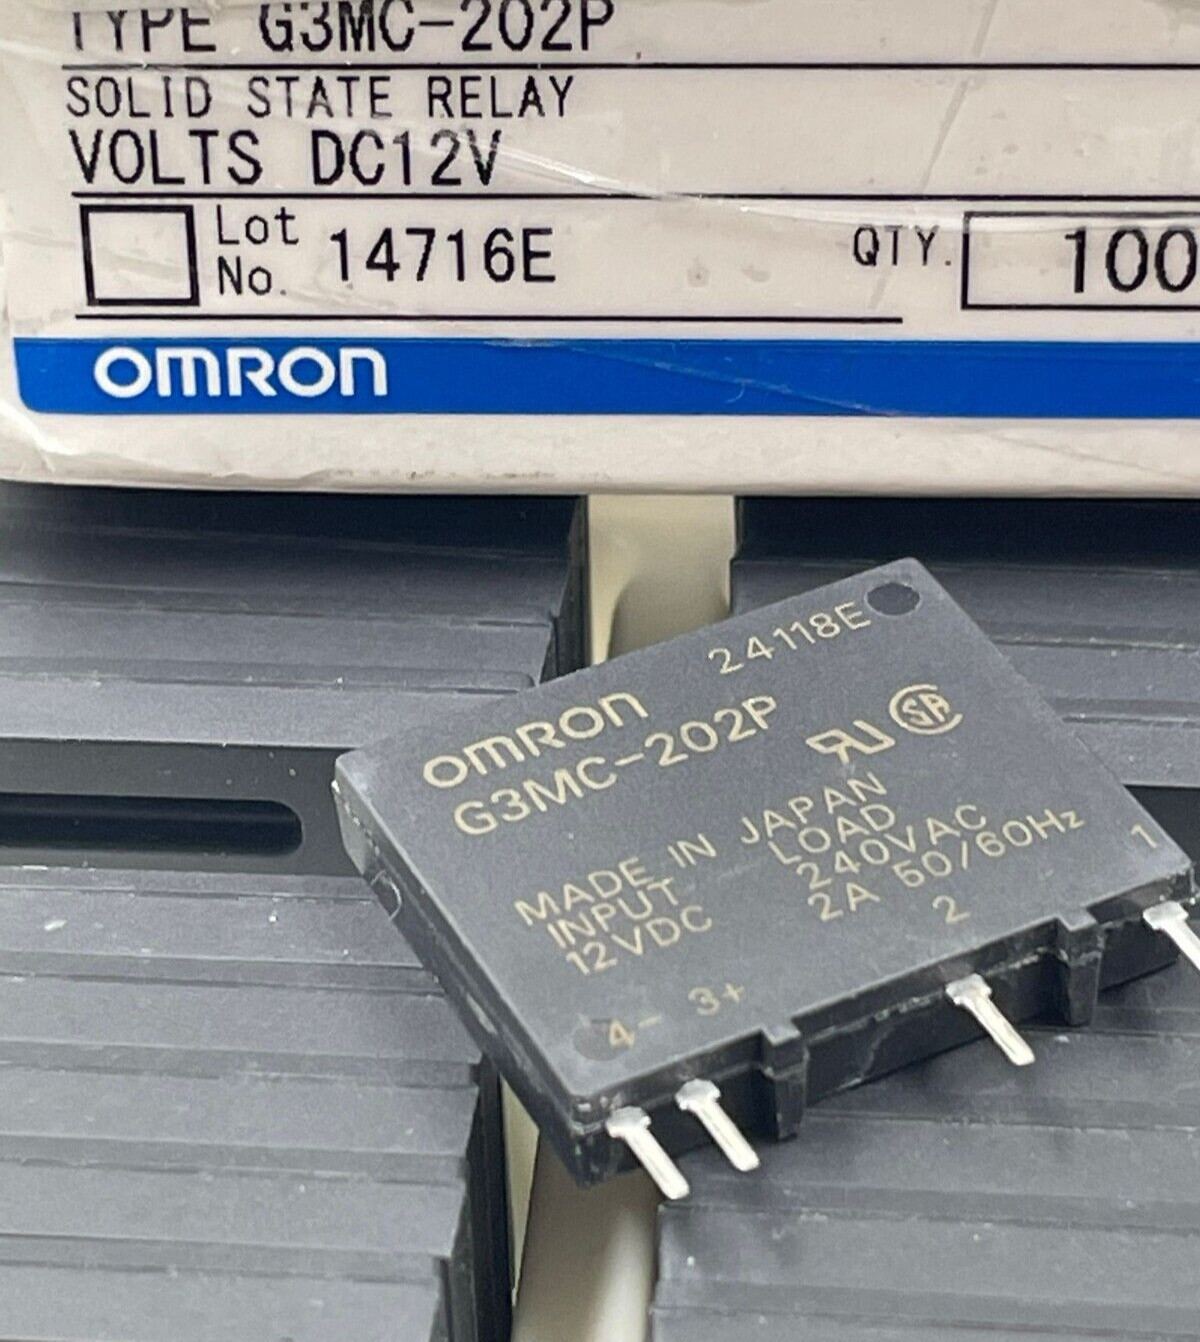 TYPE G3MC-202P
SOLID STATE RELAY
VOLTS DC12V
Lot No. 14716E QTY. 100
OMRON
24118E
OMRON
G3MC-202P
MADE IN JAPAN
INPUT LOAD
12VDC 240VAC
2A 50/60Hz
4- 3+ 2 1